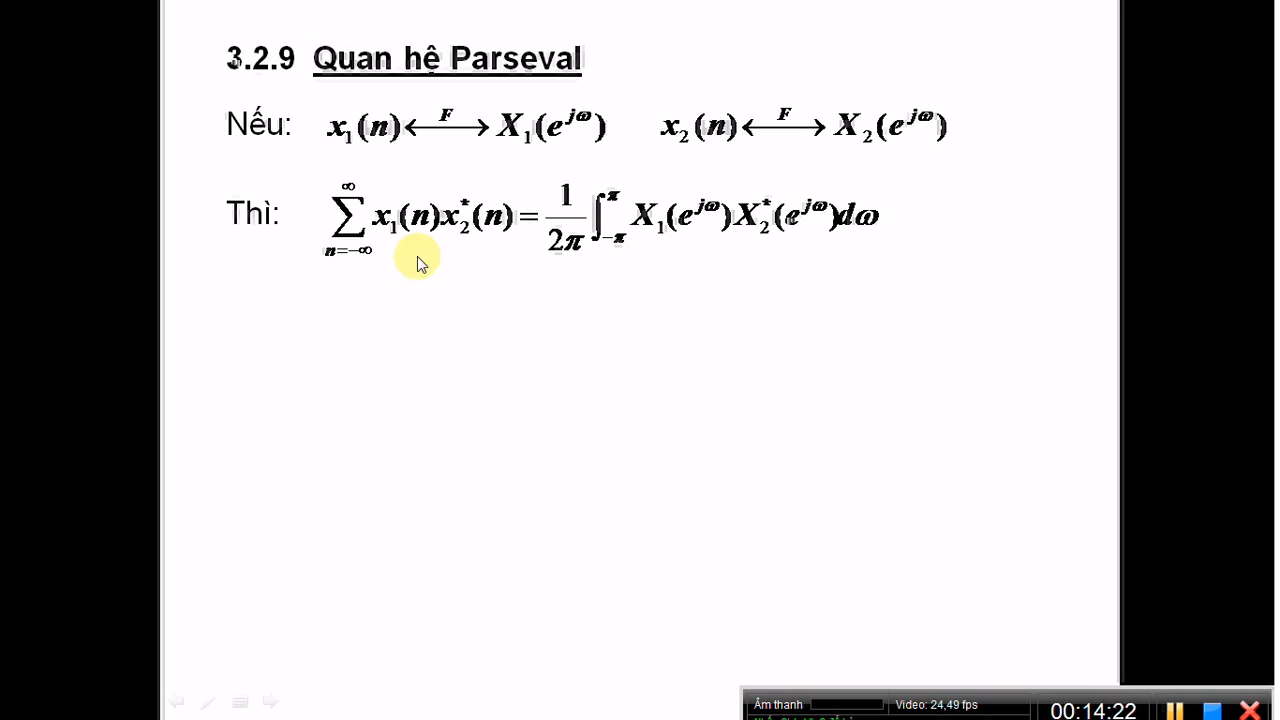 3.2.9 Quan hệ Parseval
Nếu: x₁(n) ←F→ X₁(e^{jω}) x₂(n) ←F→ X₂(e^{jω})
Thì: ∑_{n=−∞}^{∞} x₁(n)x₂*(n) = 1/2π ∫_{−π}^{π} X₁(e^{jω})X₂*(e^{jω})dω
Âm thanh Video: 24,49 fps 00:14:22